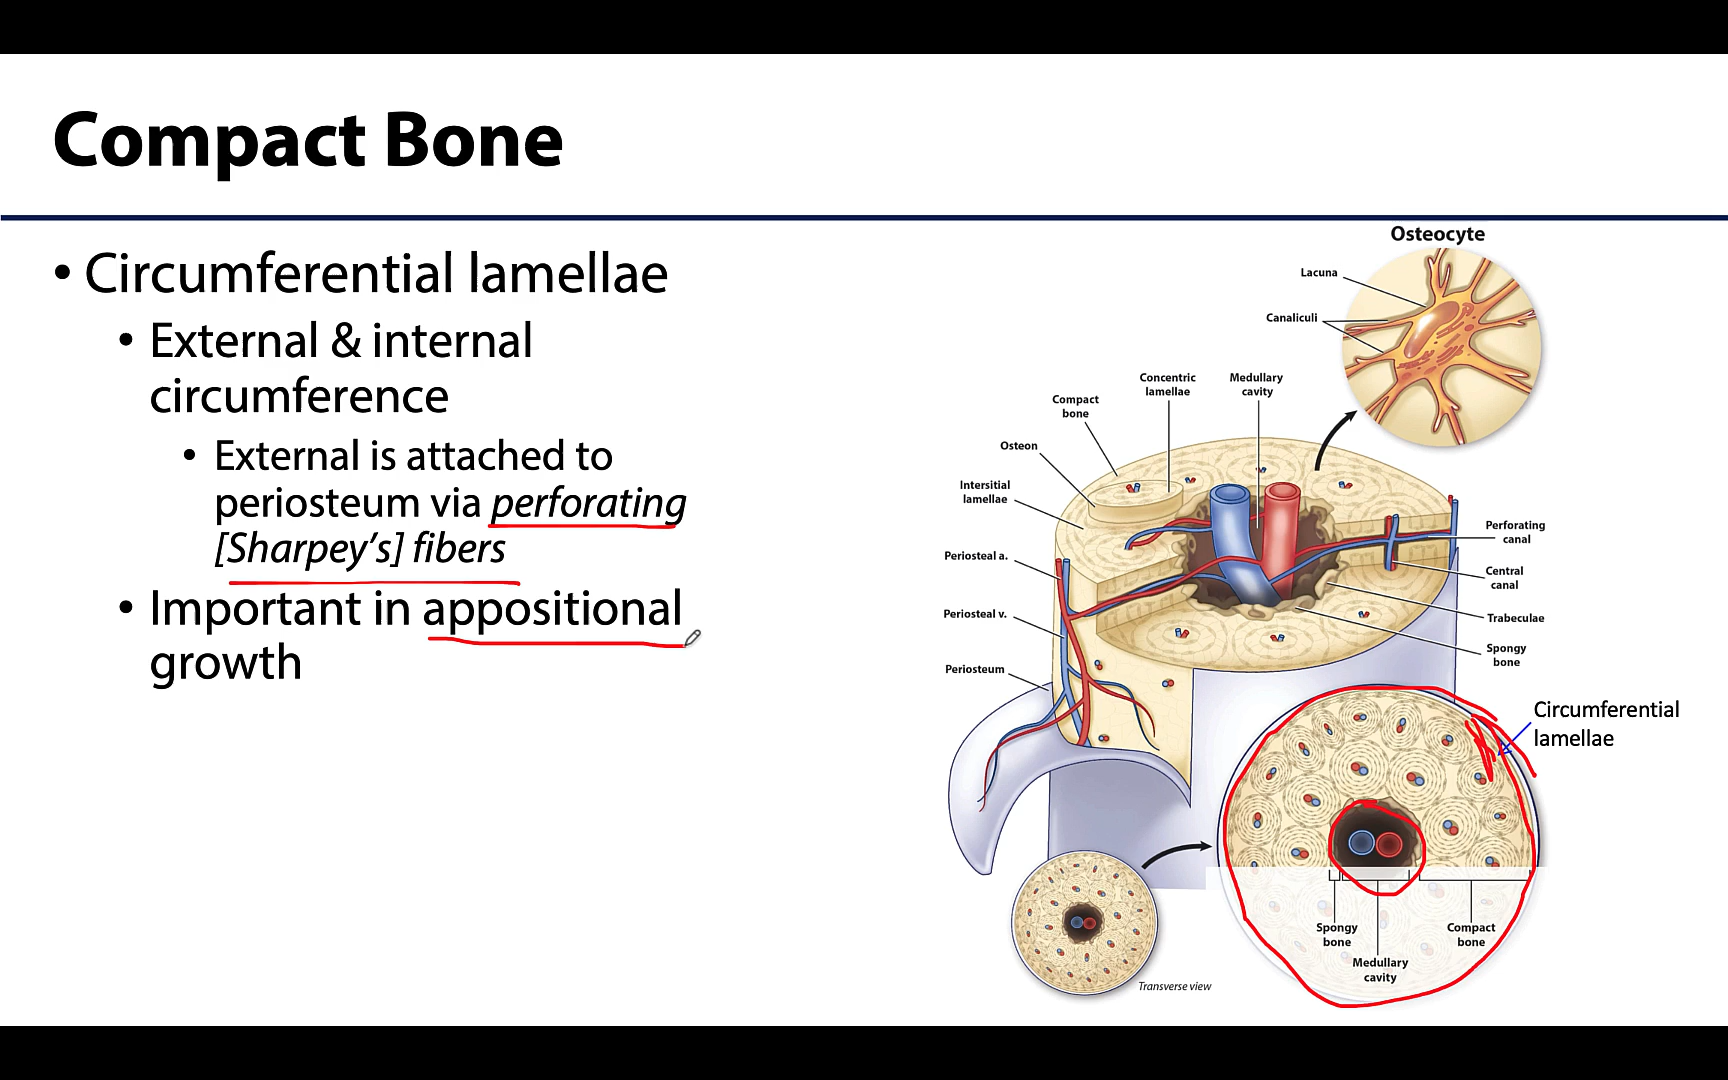 Compact Bone
• Circumferential lamellae
• External & internal
circumference
• External is attached to
periosteum via perforating
[Sharpey's] fibers
• Important in appositional
growth
Osteocyte
Lacuna
Canaliculi
Concentric
lamellae
Medullary
cavity
Compact
bone
Osteon
Intersitial
lamellae
Periosteal a.
Periosteal v.
Periosteum
Perforating
canal
Central
canal
Trabeculae
Spongy
bone
Circumferential
lamellae
Spongy
bone
Medullary
cavity
Compact
bone
Transverse view